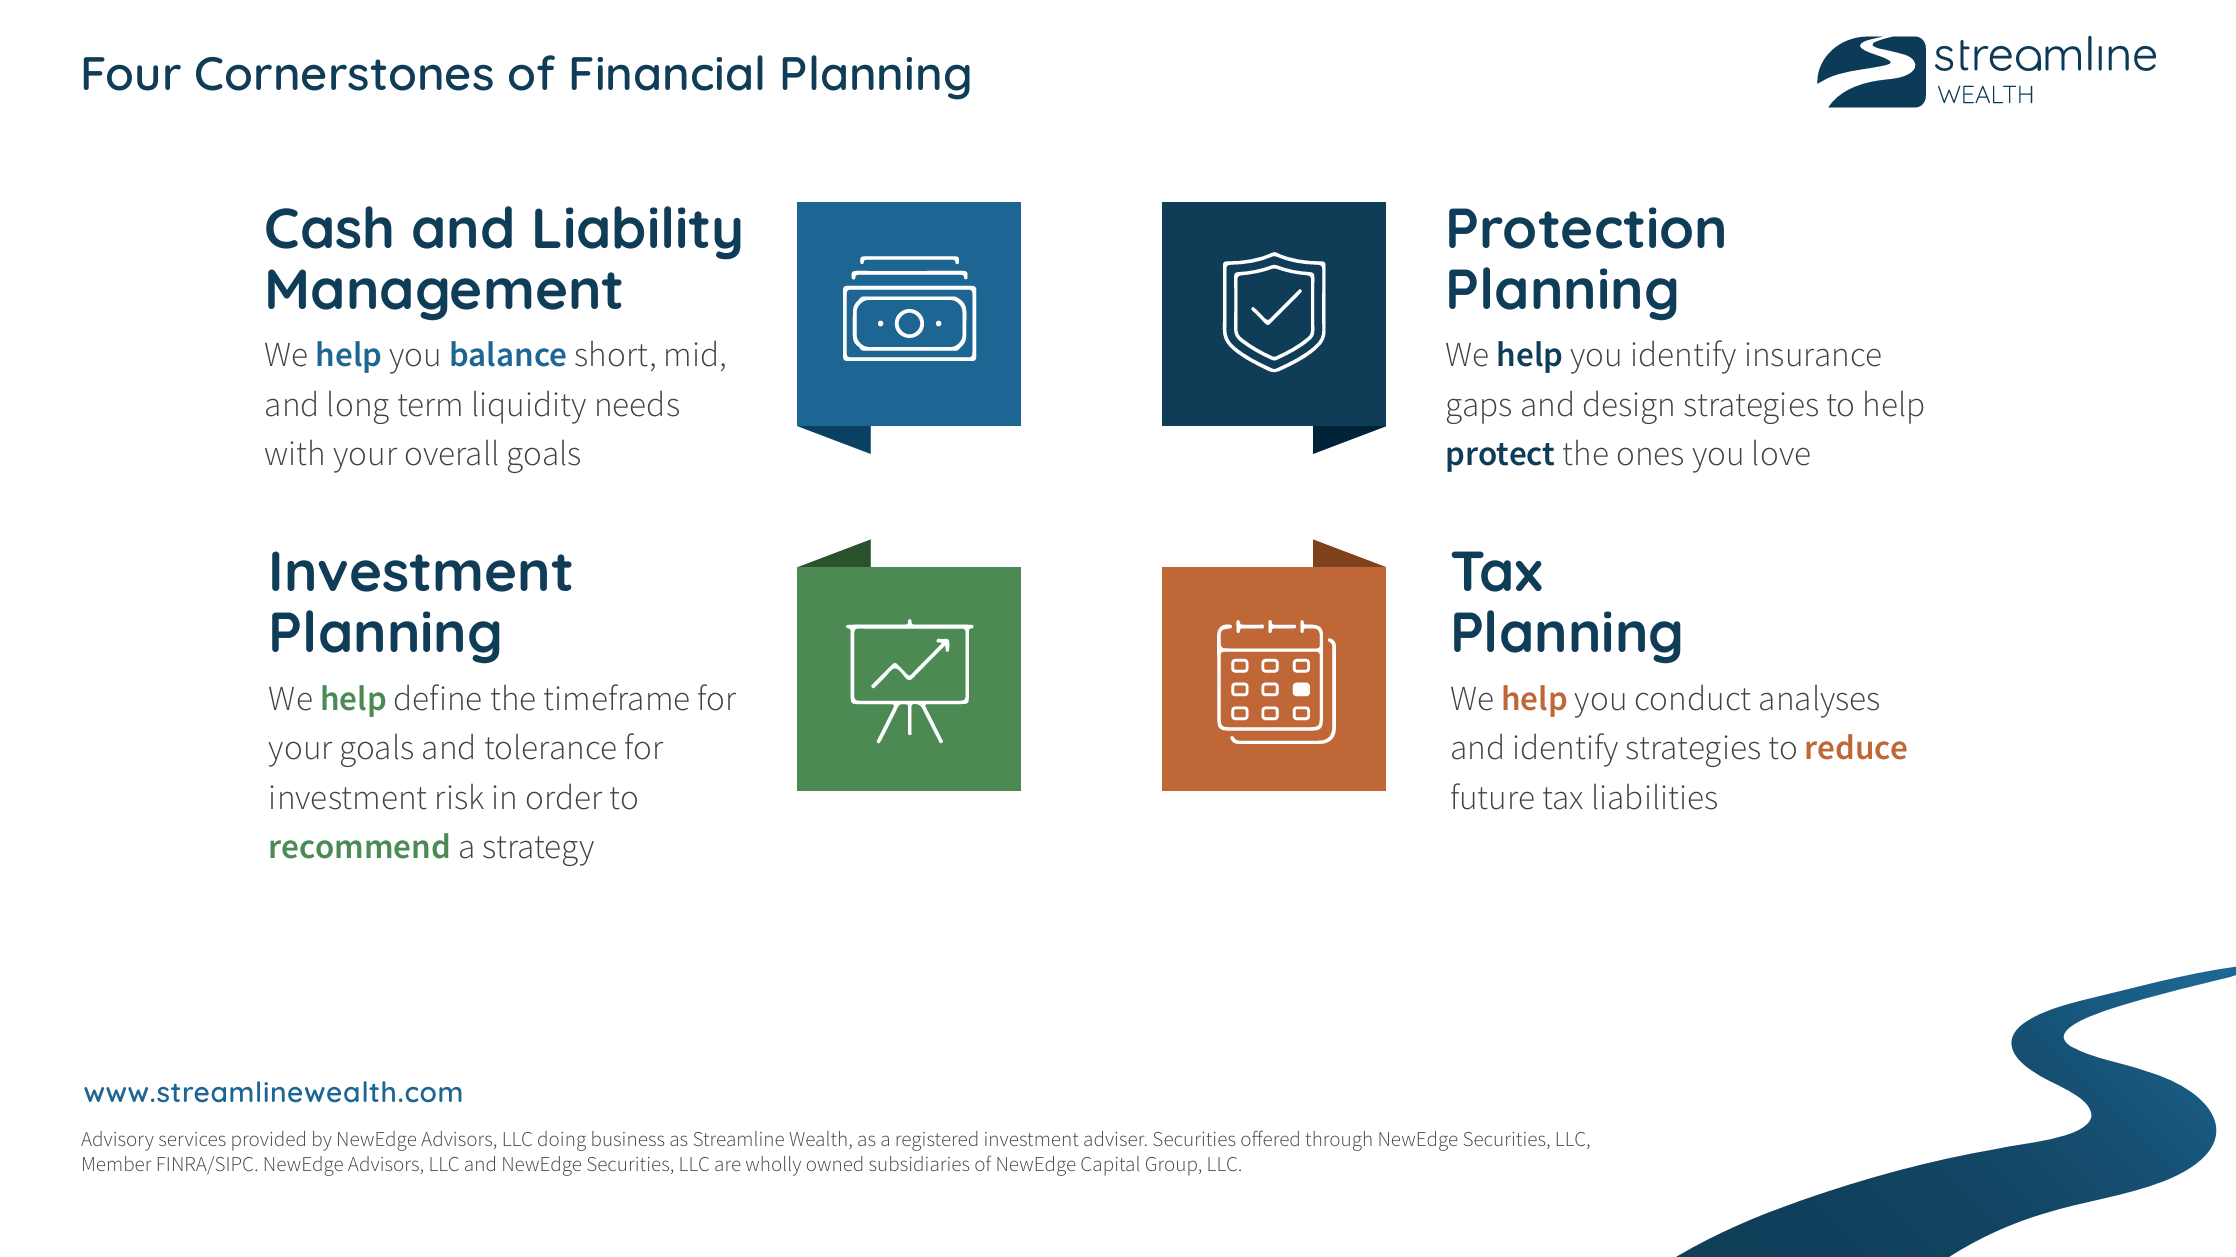 Four Cornerstones of Financial Planning
streamline
WEALTH
Cash and Liability
Management
We help you balance short, mid,
and long term liquidity needs
with your overall goals
Protection
Planning
We help you identify insurance
gaps and design strategies to help
protect the ones you love
Investment
Planning
We help define the timeframe for
your goals and tolerance for
investment risk in order to
recommend a strategy
Tax
Planning
We help you conduct analyses
and identify strategies to reduce
future tax liabilities
www.streamlinewealth.com
Advisory services provided by NewEdge Advisors, LLC doing business as Streamline Wealth, as a registered investment adviser. Securities offered through NewEdge Securities, LLC,
Member FINRA/SIPC. NewEdge Advisors, LLC and NewEdge Securities, LLC are wholly owned subsidiaries of NewEdge Capital Group, LLC.